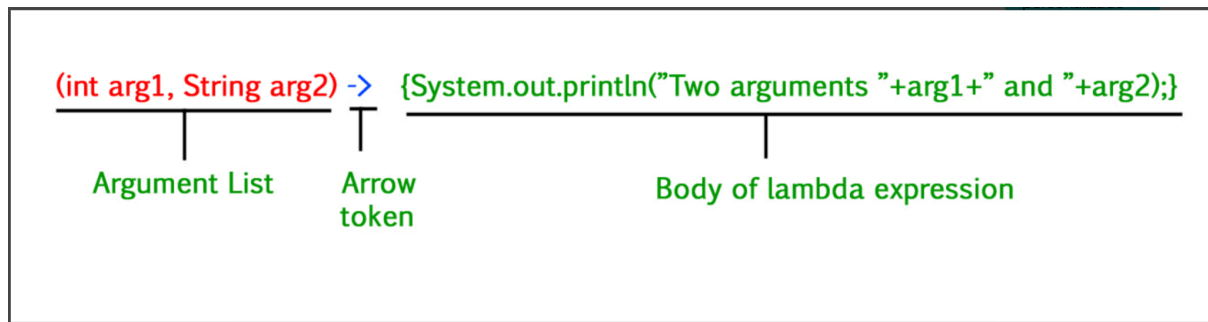 (int arg1, String arg2) -> {System.out.println(”Two arguments ”+arg1+” and ”+arg2);}
Argument List
Arrow
token
Body of lambda expression